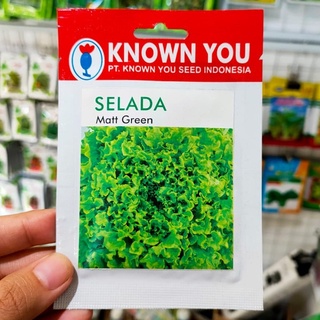 KNOWN YOU
PT. KNOWN YOU SEED INDONESIA
SELADA
Matt Green